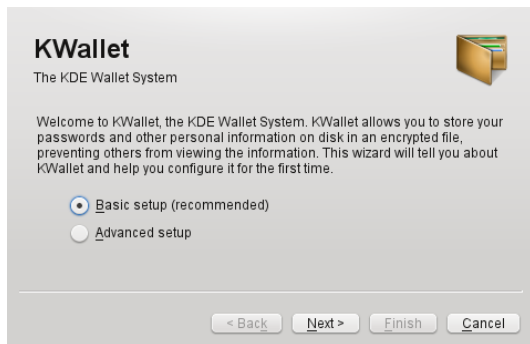 KWallet
The KDE Wallet System
Welcome to KWallet, the KDE Wallet System. KWallet allows you to store your
passwords and other personal information on disk in an encrypted file,
preventing others from viewing the information. This wizard will tell you about
KWallet and help you configure it for the first time.
Basic setup (recommended)
Advanced setup
< Back Next > Finish Cancel